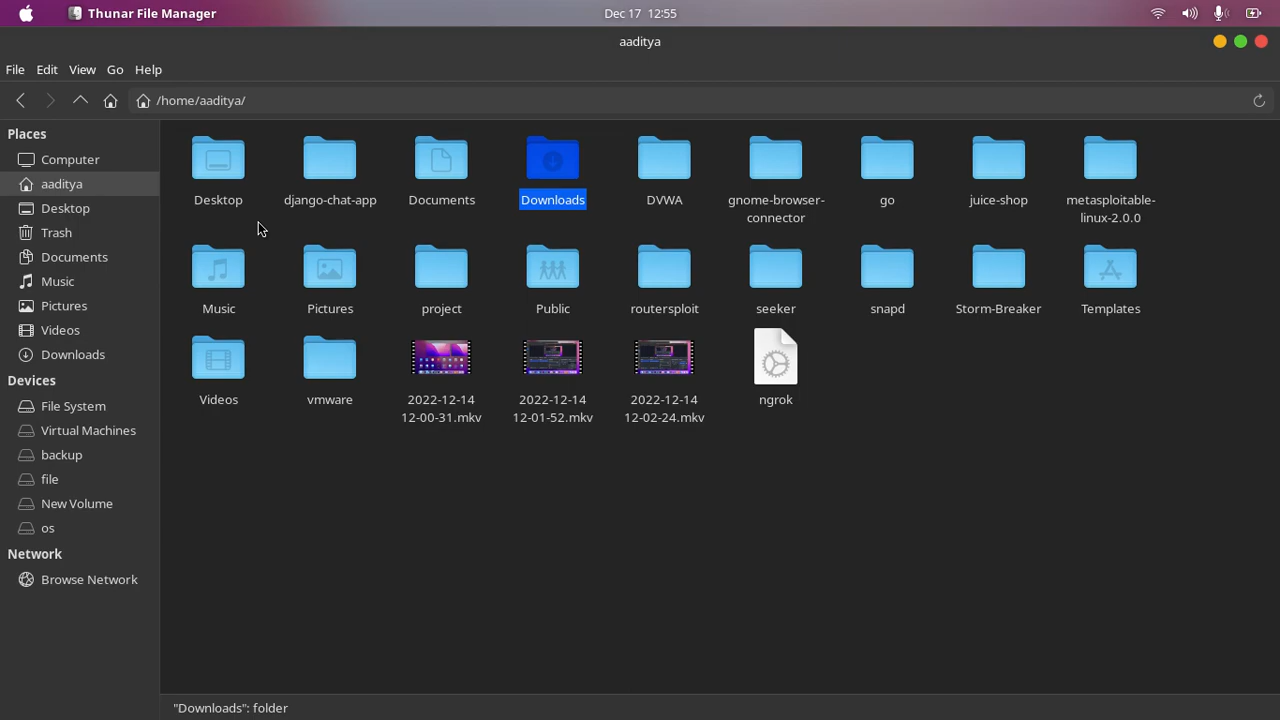 Thunar File Manager
Dec 17 12:55
aaditya
File Edit View Go Help
/home/aaditya/
Places
Computer
aaditya
Desktop
Trash
Documents
Music
Pictures
Videos
Downloads
Devices
File System
Virtual Machines
backup
file
New Volume
os
Network
Browse Network
Desktop
django-chat-app
Documents
Downloads
DVWA
gnome-browser-
connector
go
juice-shop
metasploitable-
linux-2.0.0
Music
Pictures
project
Public
routersploit
seeker
snapd
Storm-Breaker
Templates
Videos
vmware
2022-12-14
12-00-31.mkv
2022-12-14
12-01-52.mkv
2022-12-14
12-02-24.mkv
ngrok
"Downloads": folder